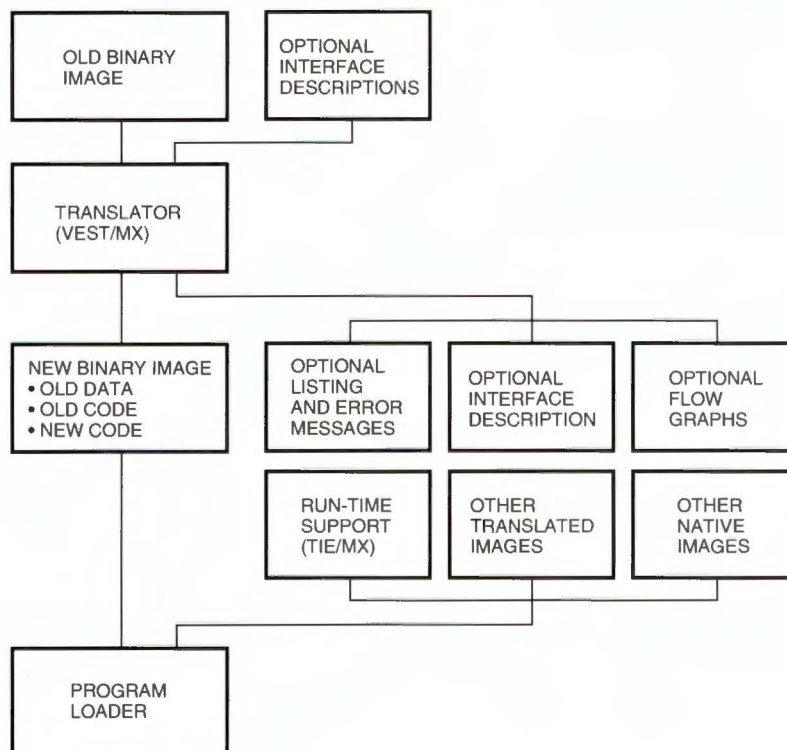 OLD BINARY
IMAGE
OPTIONAL
INTERFACE
DESCRIPTIONS
TRANSLATOR
(VEST/MX)
NEW BINARY IMAGE
• OLD DATA
• OLD CODE
• NEW CODE
OPTIONAL
LISTING
AND ERROR
MESSAGES
OPTIONAL
INTERFACE
DESCRIPTION
OPTIONAL
FLOW
GRAPHS
RUN-TIME
SUPPORT
(TIE/MX)
OTHER
TRANSLATED
IMAGES
OTHER
NATIVE
IMAGES
PROGRAM
LOADER